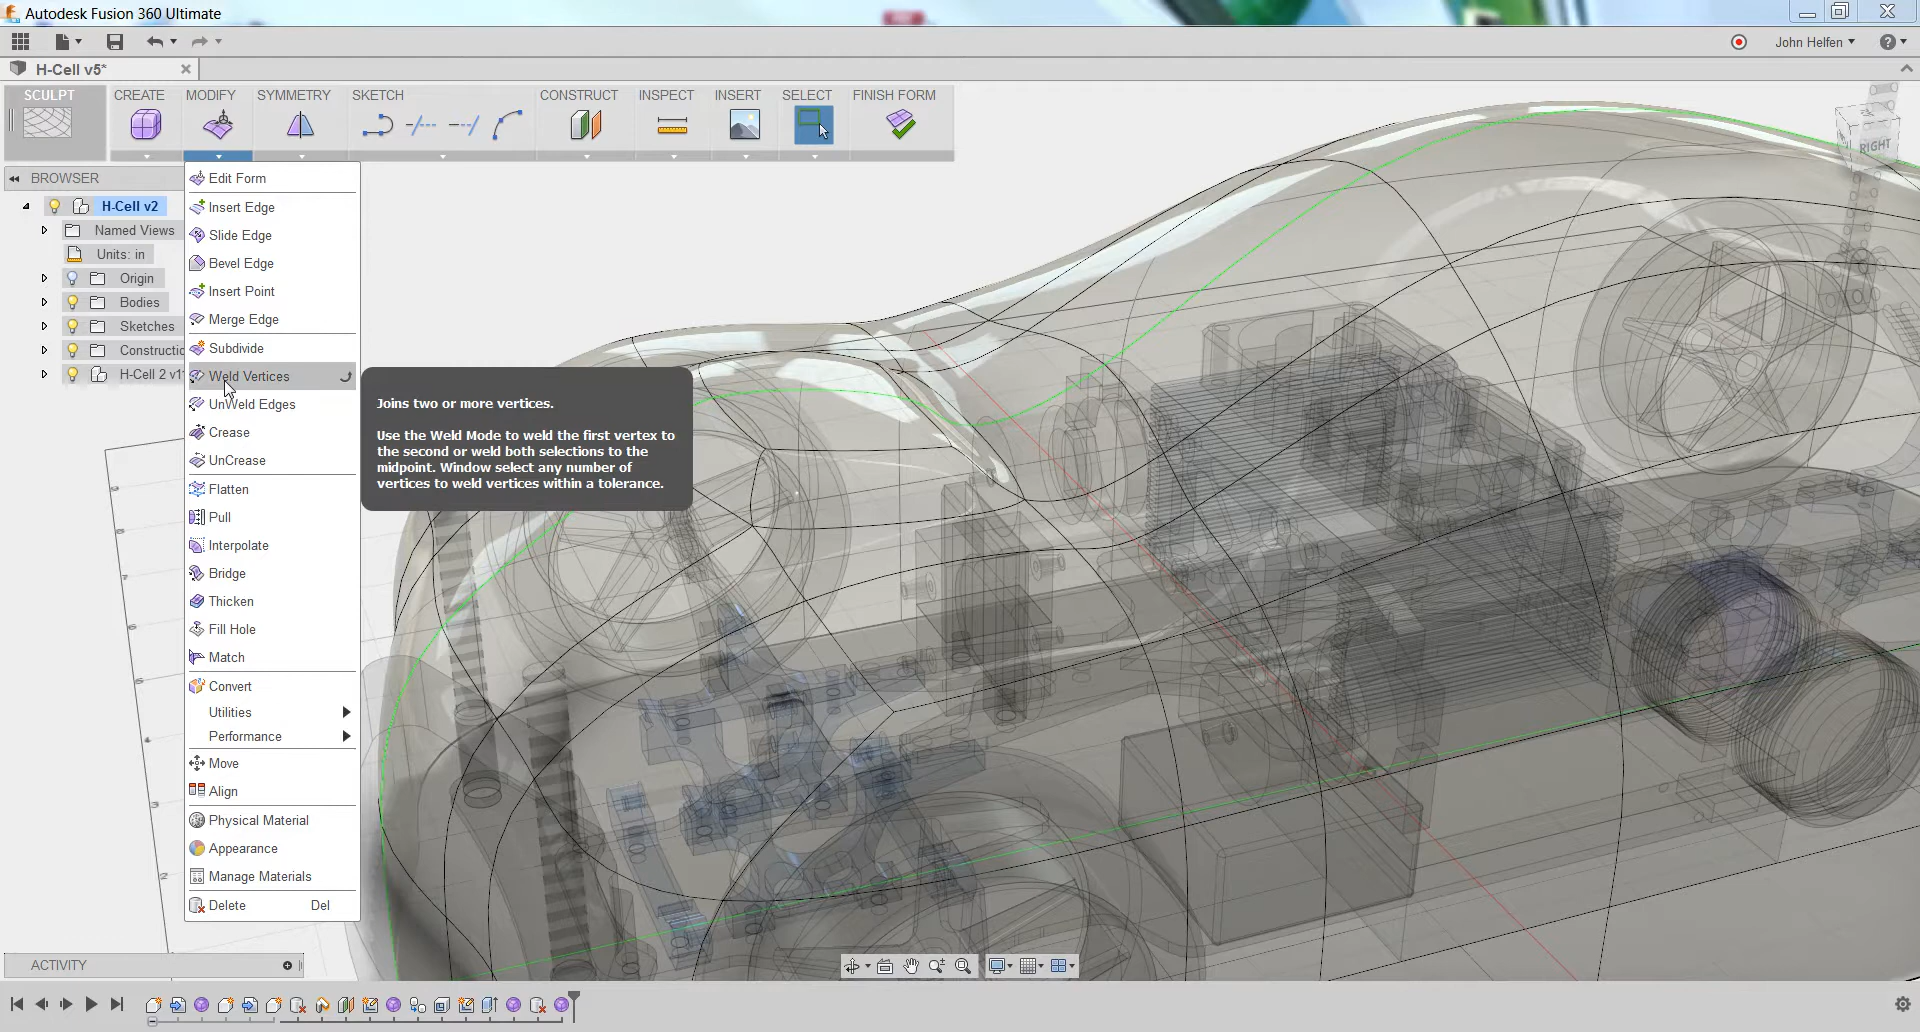 Autodesk Fusion 360 Ultimate
John Helfen
H-Cell v5*
SCULPT
CREATE
MODIFY
SYMMETRY
SKETCH
CONSTRUCT
INSPECT
INSERT
SELECT
FINISH FORM
RIGHT
BROWSER
H-Cell v2
Named Views
Units: in
Origin
Bodies
Sketches
Constructio
H-Cell 2 v1
Edit Form
Insert Edge
Slide Edge
Bevel Edge
Insert Point
Merge Edge
Subdivide
Weld Vertices
UnWeld Edges
Crease
UnCrease
Flatten
Pull
Interpolate
Bridge
Thicken
Fill Hole
Match
Convert
Utilities
Performance
Move
Align
Physical Material
Appearance
Manage Materials
Delete Del
Joins two or more vertices.
Use the Weld Mode to weld the first vertex to
the second or weld both selections to the
midpoint. Window select any number of
vertices to weld vertices within a tolerance.
ACTIVITY